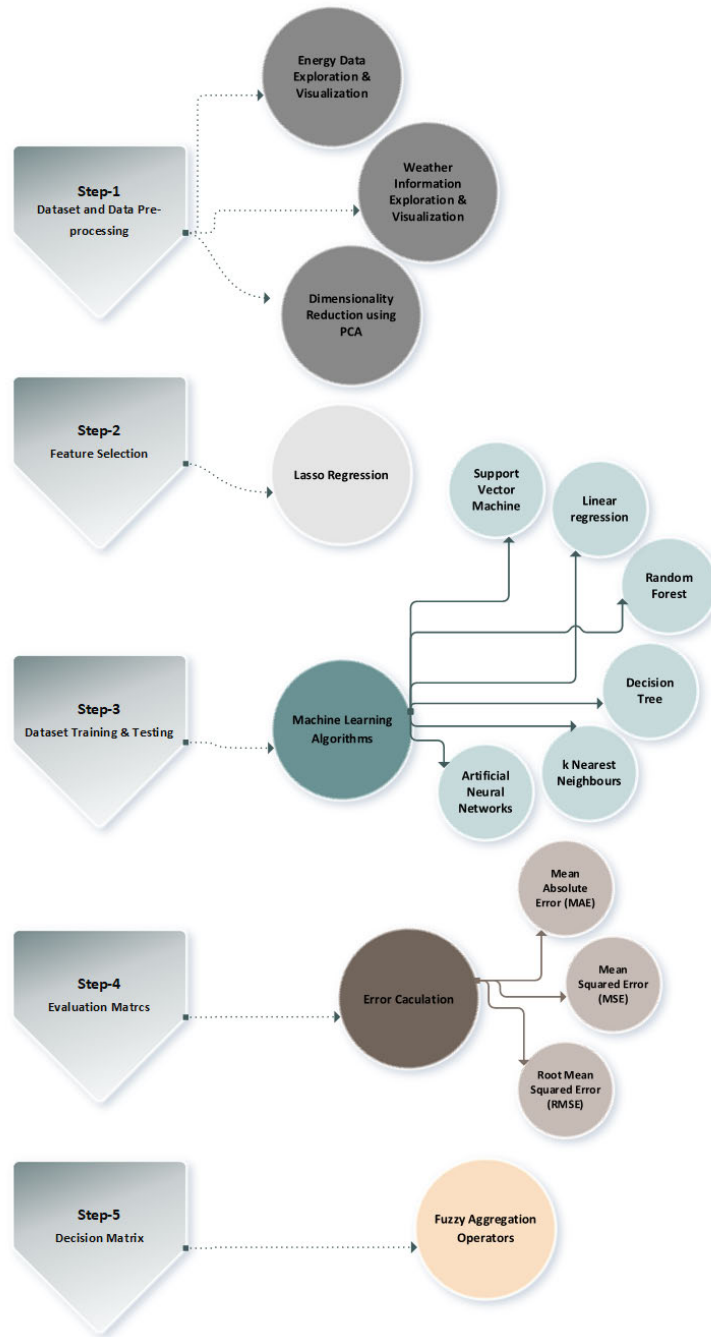 Energy Data
Exploration &
Visualization
Step-1
Dataset and Data Pre-
processing
Weather
Information
Exploration &
Visualization
Dimensionality
Reduction using
PCA
Step-2
Feature Selection
Lasso Regression
Support
Vector
Machine
Linear
regression
Random
Forest
Step-3
Dataset Training & Testing
Machine Learning
Algorithms
Decision
Tree
k Nearest
Neighbours
Artificial
Neural
Networks
Step-4
Evaluation Matrcs
Error Caculation
Mean
Absolute
Error (MAE)
Mean
Squared Error
(MSE)
Root Mean
Squared Error
(RMSE)
Step-5
Decision Matrix
Fuzzy Aggregation
Operators